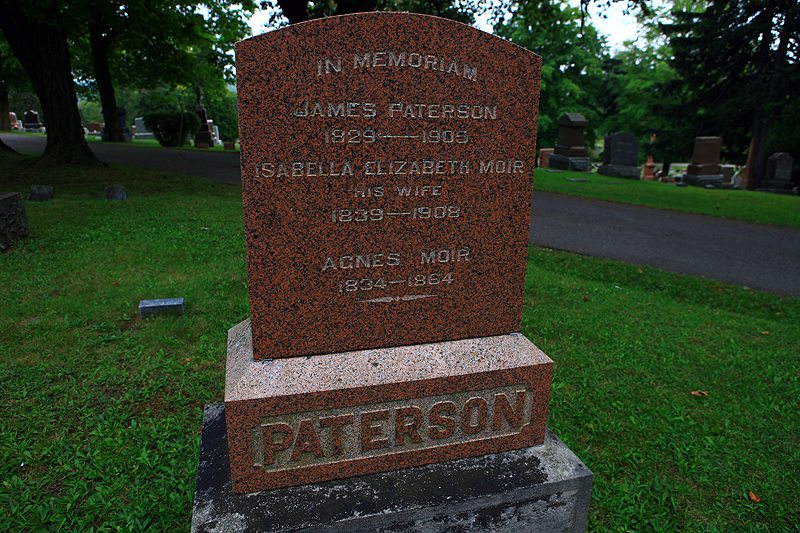 IN MEMORIAM
JAMES PATERSON
1829—1905
ISABELLA ELIZABETH MOIR
HIS WIFE
1839—1908
AGNES MOIR
1834—1864
PATERSON